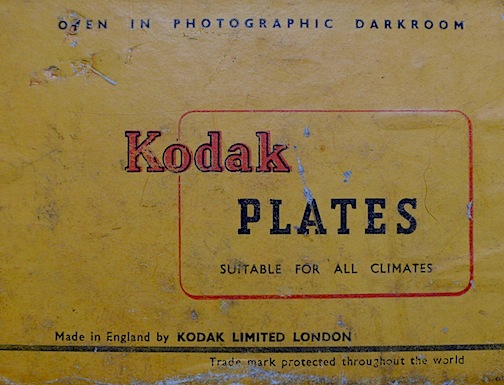 OPEN IN PHOTOGRAPHIC DARKROOM
Kodak
PLATES
SUITABLE FOR ALL CLIMATES
Made in England by KODAK LIMITED LONDON
Trade mark protected throughout the world